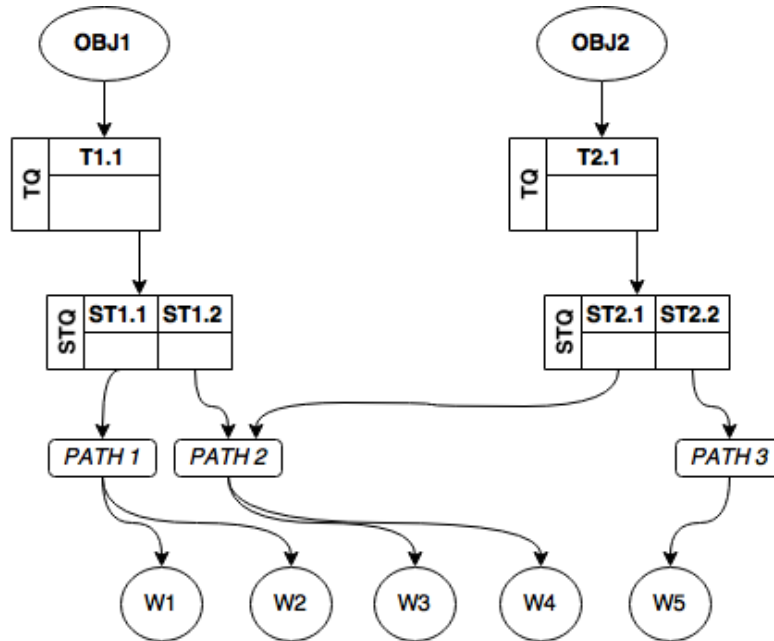 OBJ1
OBJ2
TQ
T1.1
TQ
T2.1
STQ
ST1.1
ST1.2
STQ
ST2.1
ST2.2
PATH 1
PATH 2
PATH 3
W1
W2
W3
W4
W5